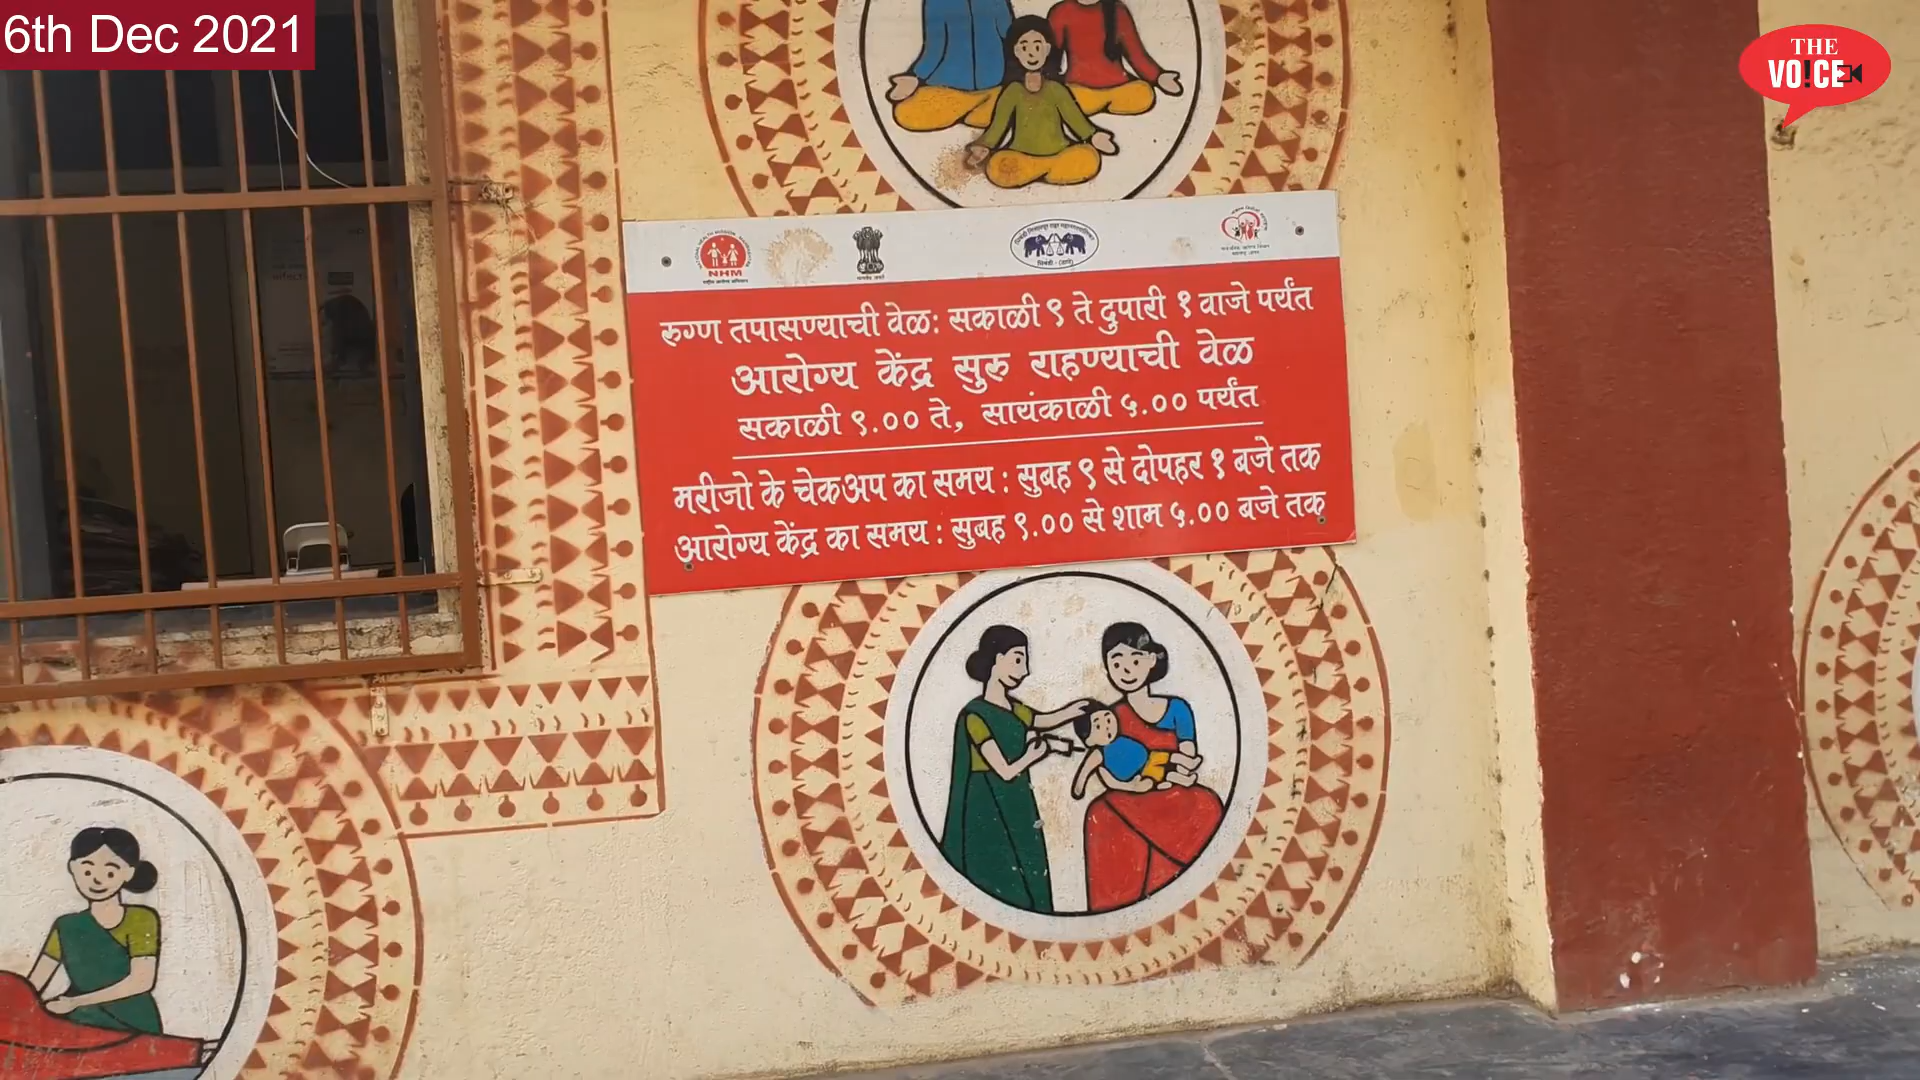 6th Dec 2021
THE
VO!CE
NHM
रुग्ण तपासण्याची वेळ: सकाळी ९ ते दुपारी १ वाजे पर्यंत
आरोग्य केंद्र सुरु राहण्याची वेळ
सकाळी ९.०० ते, सायंकाळी ५.०० पर्यंत
मरीजो के चेकअप का समय : सुबह ९ से दोपहर १ बजे तक
आरोग्य केंद्र का समय : सुबह ९.०० से शाम ५.०० बजे तक